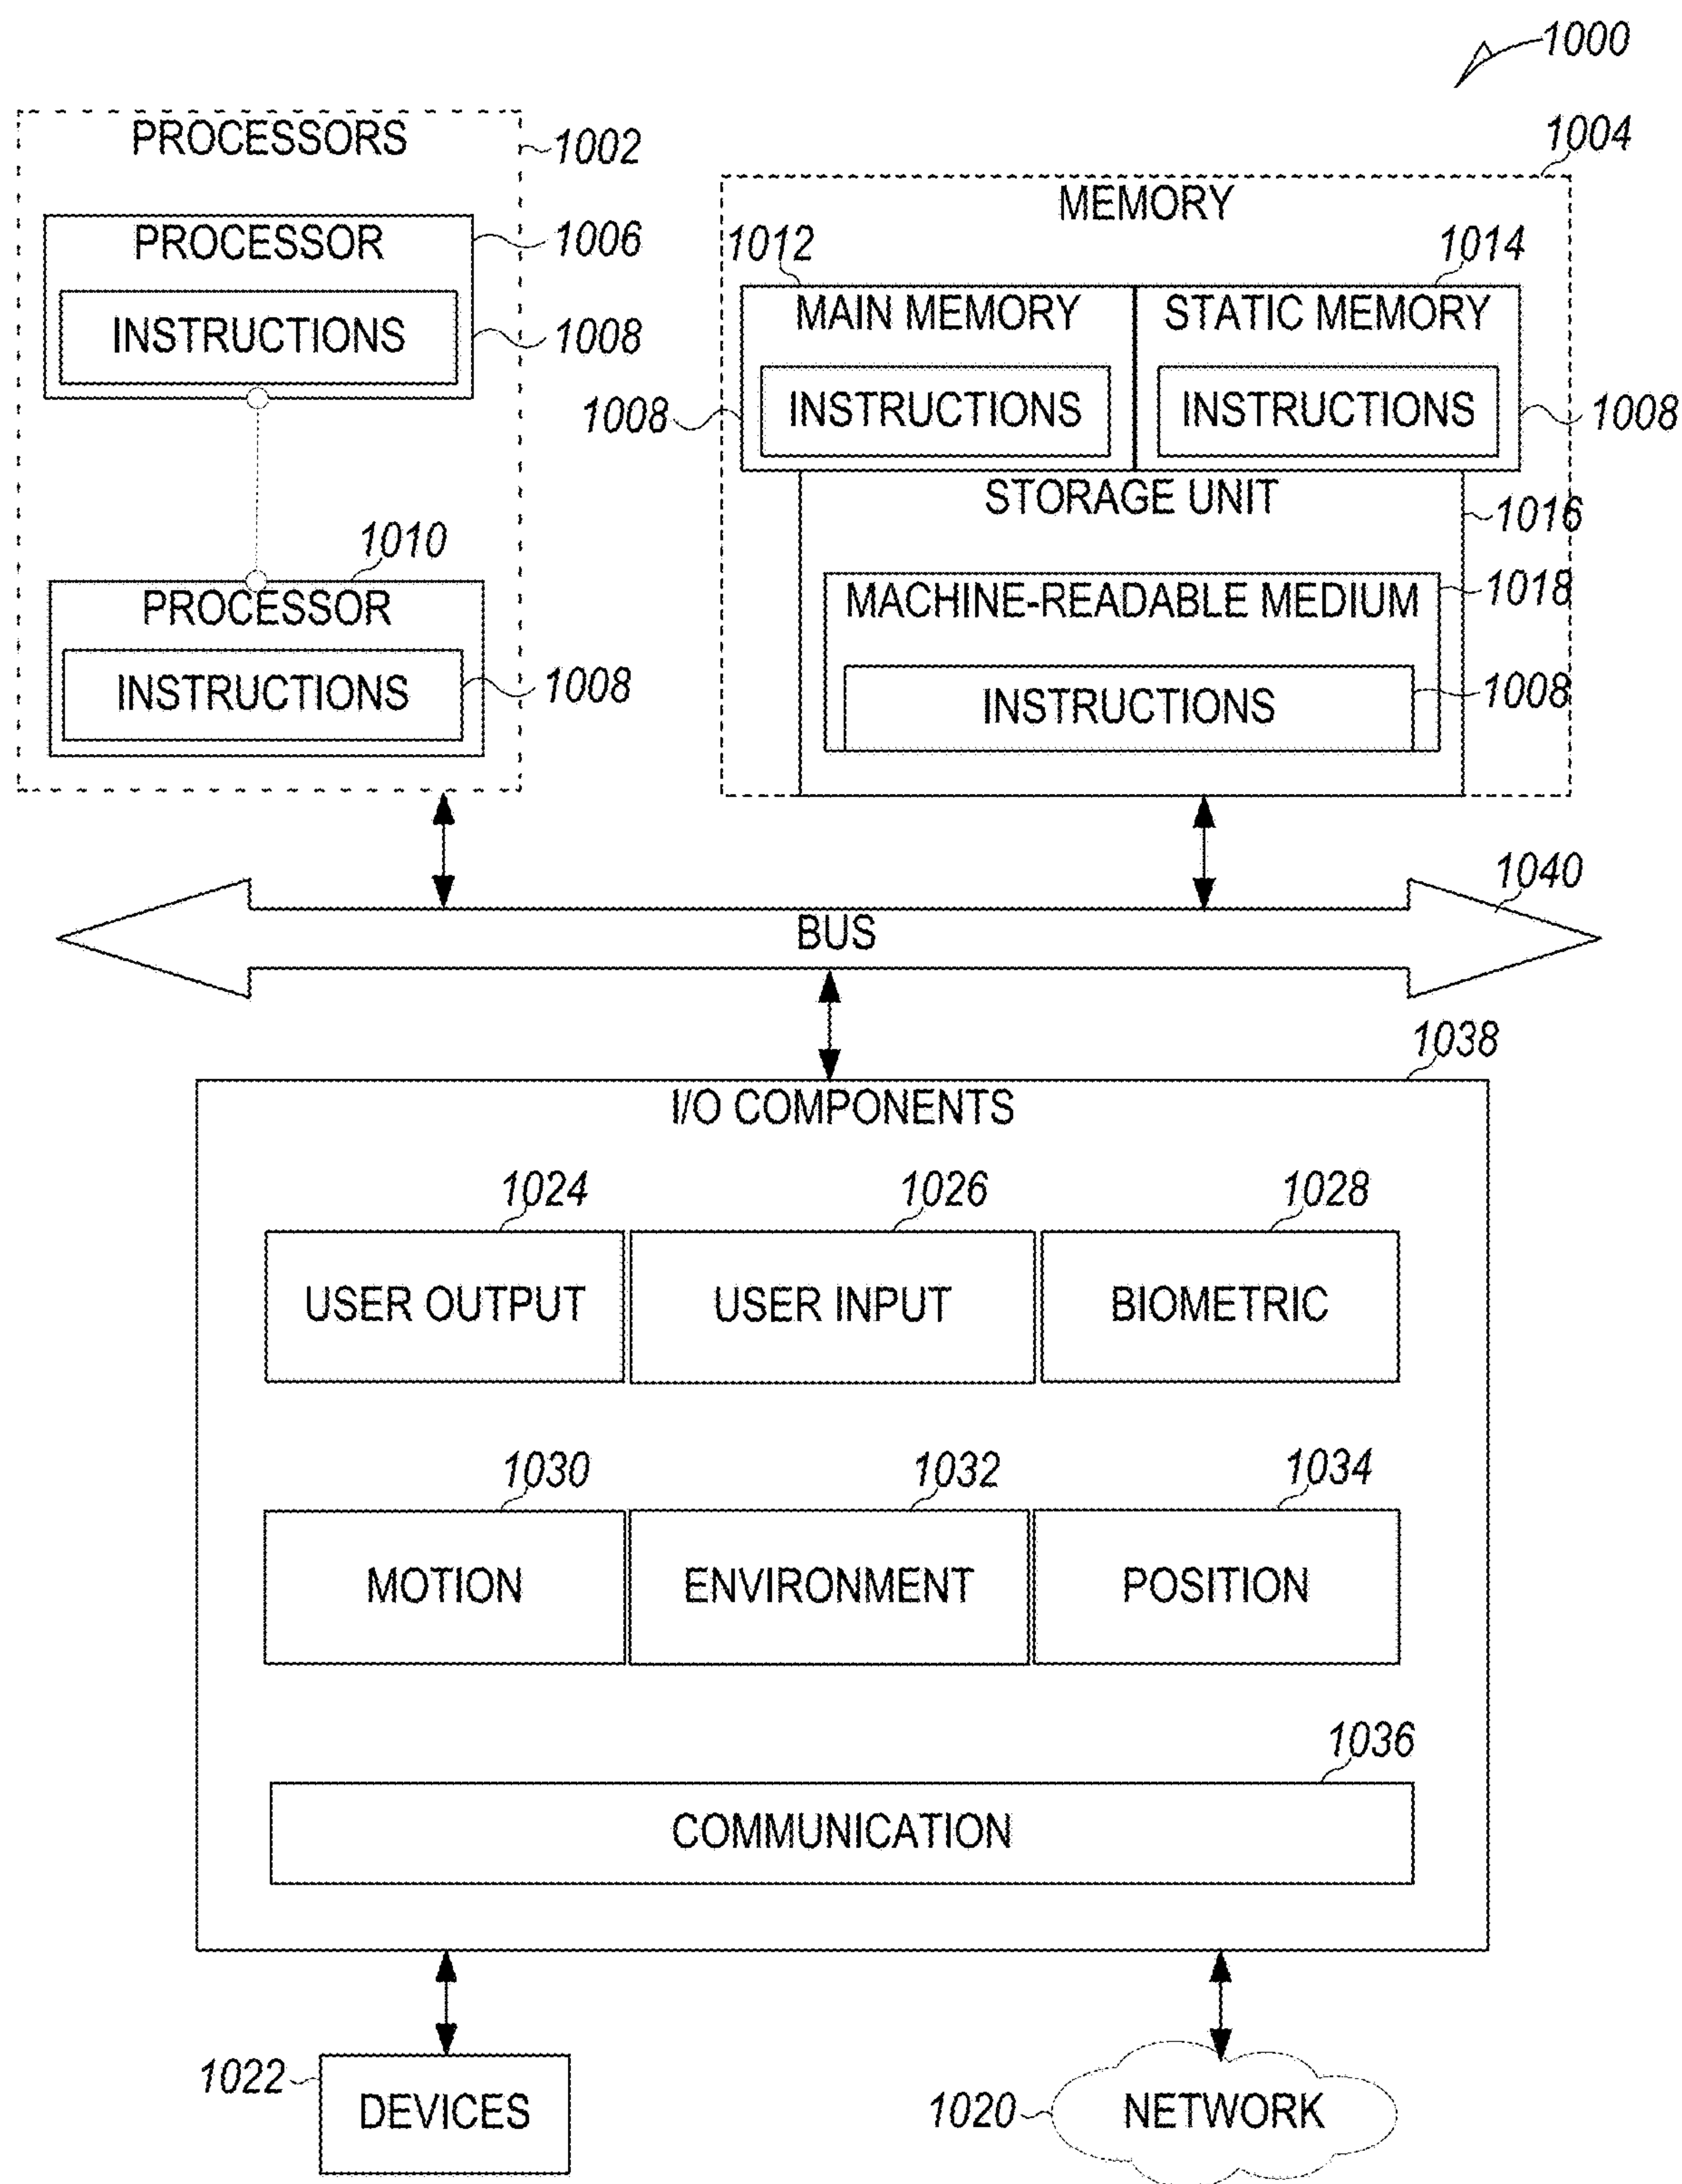 1000
PROCESSORS
1002
1004
MEMORY
PROCESSOR
1006
INSTRUCTIONS
1008
1012
1014
MAIN MEMORY
STATIC MEMORY
1008
INSTRUCTIONS
INSTRUCTIONS
1008
STORAGE UNIT
1016
1010
PROCESSOR
INSTRUCTIONS
1008
MACHINE-READABLE MEDIUM
1018
INSTRUCTIONS
1008
1040
BUS
1038
I/O COMPONENTS
1024
1026
1028
USER OUTPUT
USER INPUT
BIOMETRIC
1030
1032
1034
MOTION
ENVIRONMENT
POSITION
1036
COMMUNICATION
1022
DEVICES
1020
NETWORK